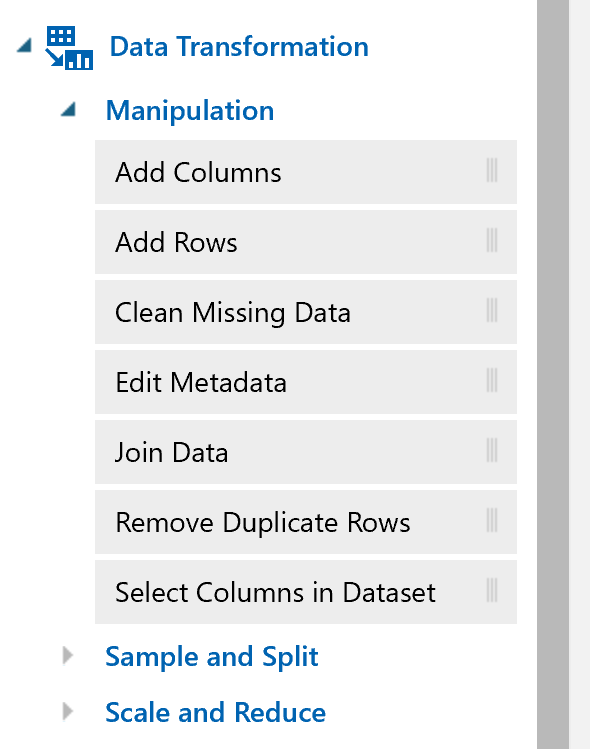 Data Transformation
Manipulation
Add Columns
Add Rows
Clean Missing Data
Edit Metadata
Join Data
Remove Duplicate Rows
Select Columns in Dataset
Sample and Split
Scale and Reduce